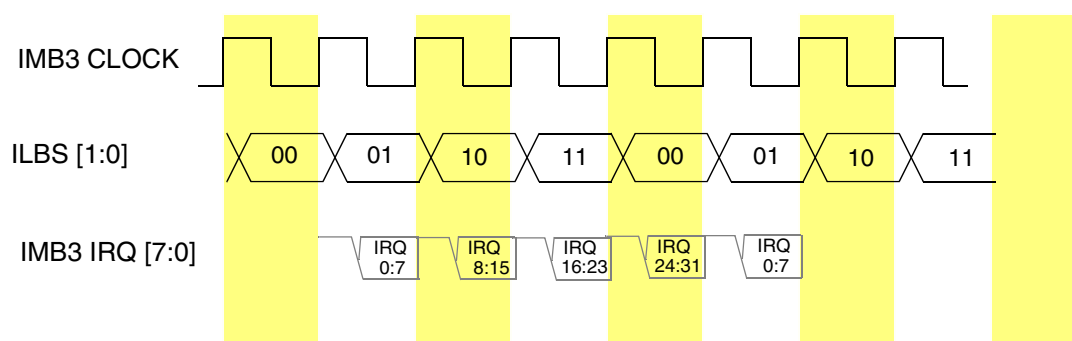 IMB3 CLOCK
ILBS [1:0]
00 01 10 11 00 01 10 11
IMB3 IRQ [7:0]
IRQ 0:7
IRQ 8:15
IRQ 16:23
IRQ 24:31
IRQ 0:7